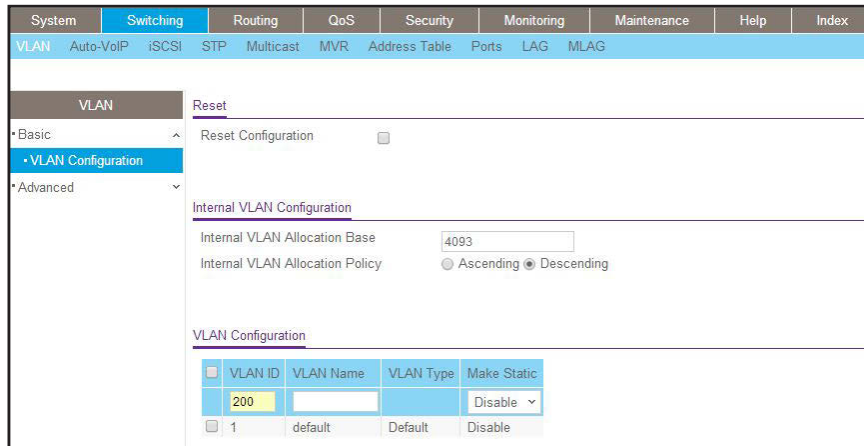 System Switching Routing QoS Security Monitoring Maintenance Help Index
VLAN Auto-VoIP iSCSI STP Multicast MVR Address Table Ports LAG MLAG
VLAN
Basic
VLAN Configuration
Advanced
Reset
Reset Configuration
Internal VLAN Configuration
Internal VLAN Allocation Base 4093
Internal VLAN Allocation Policy Ascending Descending
VLAN Configuration
VLAN ID VLAN Name VLAN Type Make Static
200 Disable
1 default Default Disable